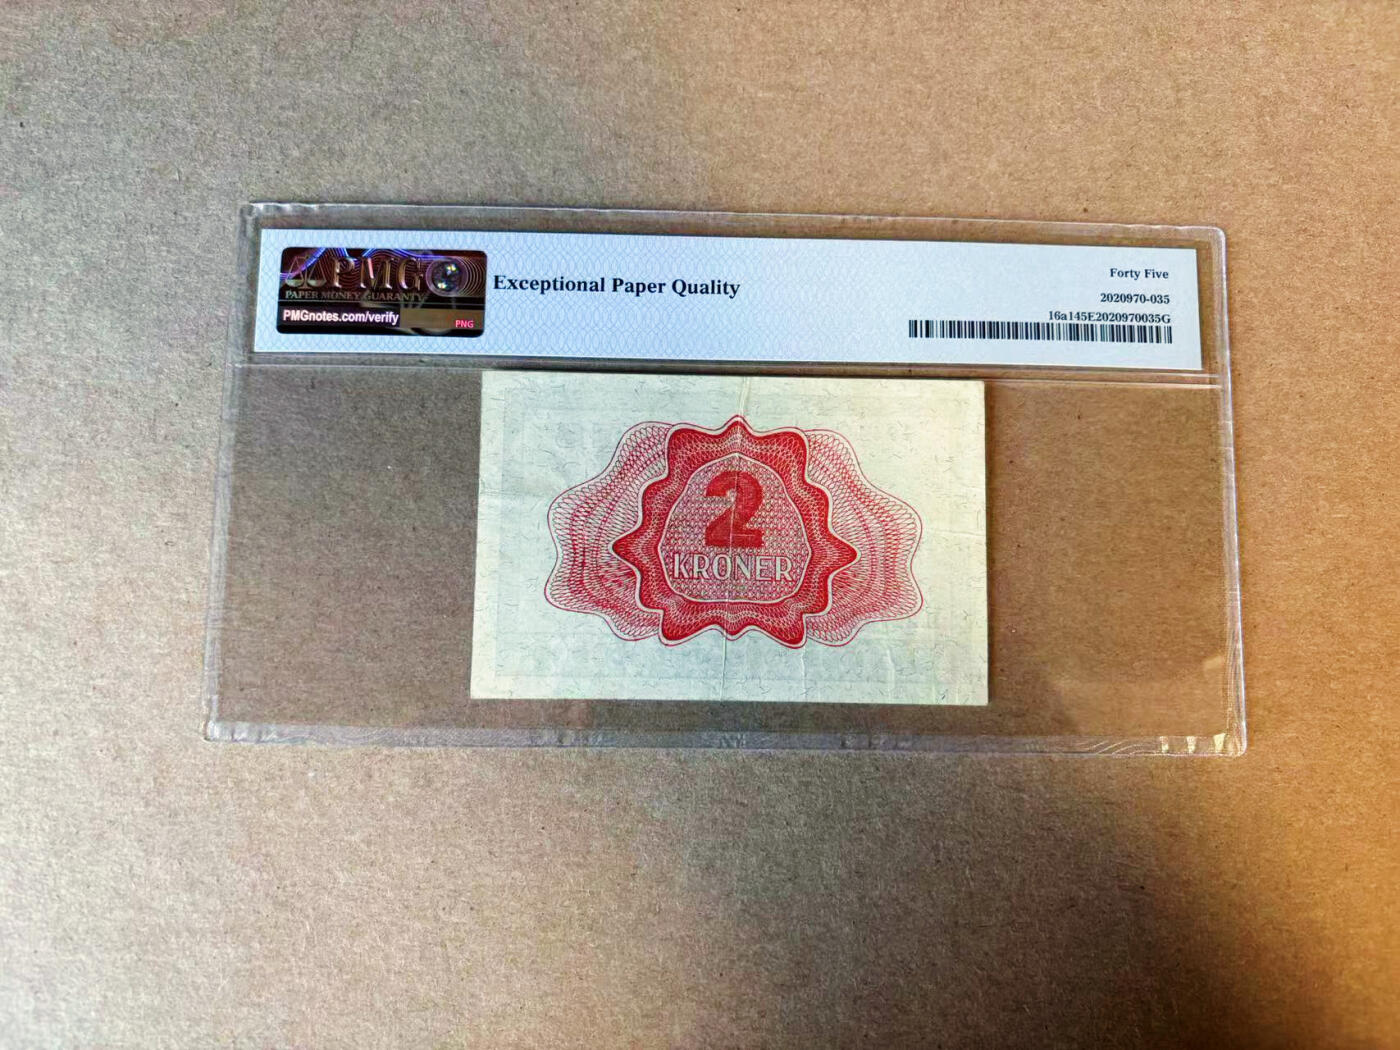 PMG
PAPER MONEY GUARANTY
PMGnotes.com/verify
PNG
Exceptional Paper Quality
Forty Five
2020970-035
16a145E2020970035G
2
KRONER